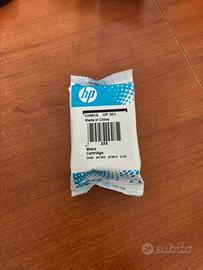 hp
CH561E HP 301
Made in China
Black
Cartridge
subito